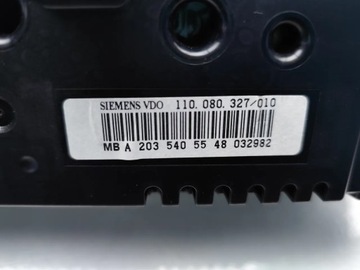 SIEMENS VDO 110.080.327/010
MB A 203 540 55 48 032982